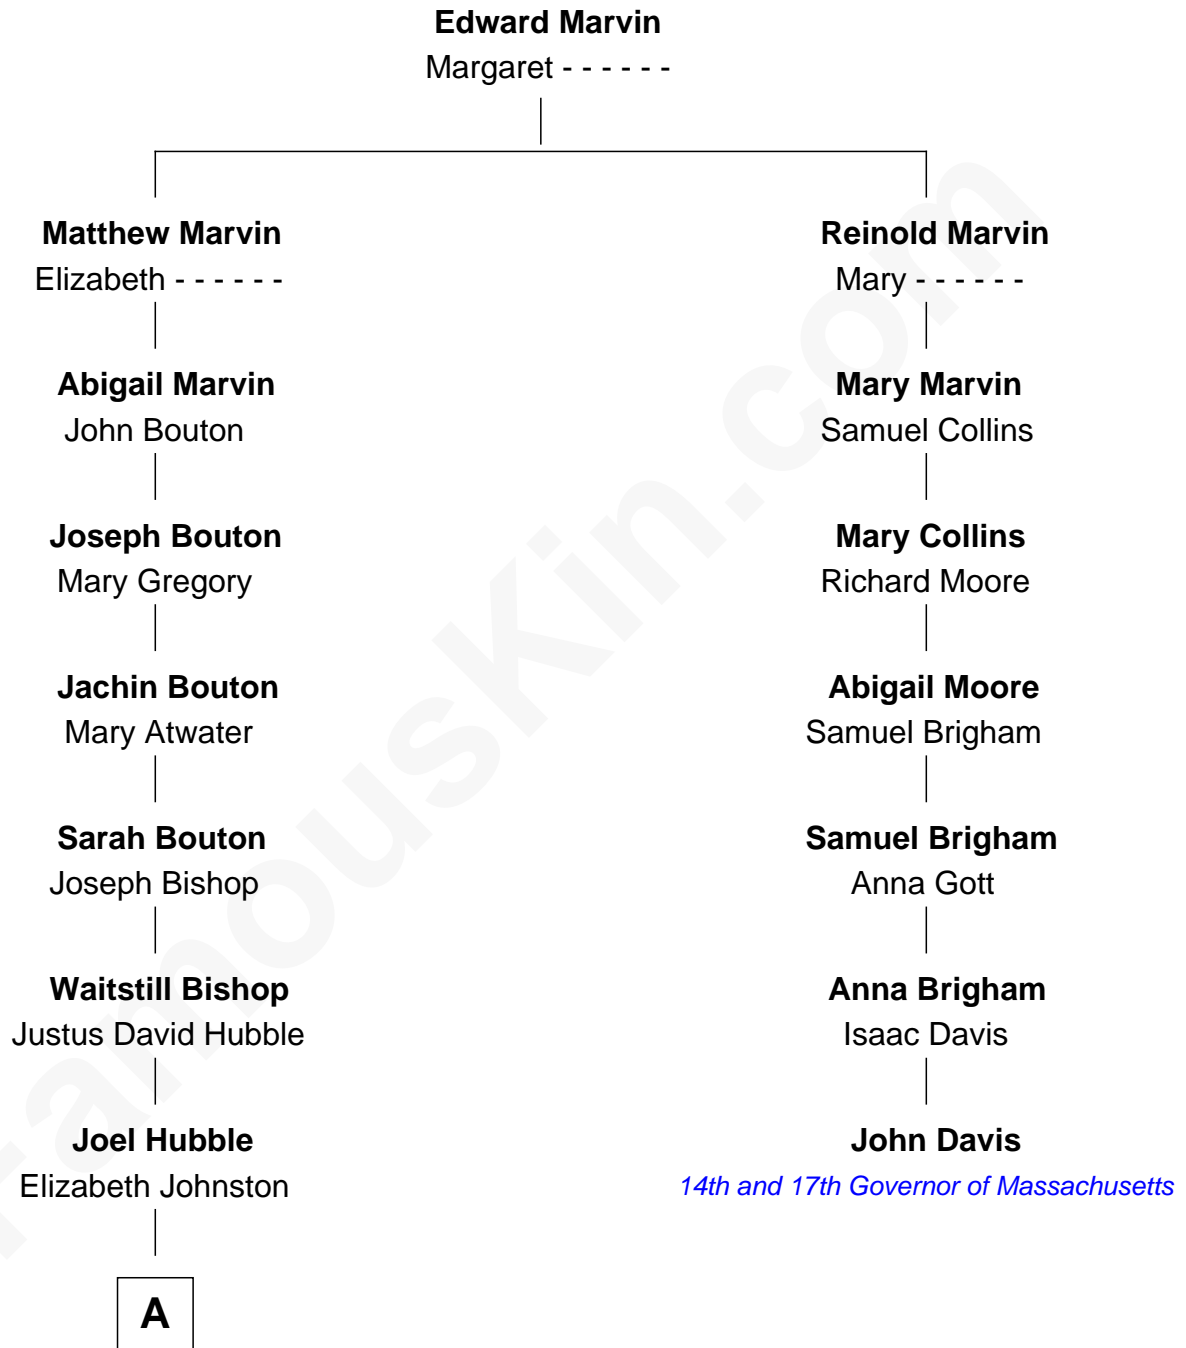 Edward Marvin
Margaret - - - - - -
Matthew Marvin
Elizabeth - - - - - -
Reinold Marvin
Mary - - - - - -
Abigail Marvin
John Bouton
Mary Marvin
Samuel Collins
Joseph Bouton
Mary Gregory
Mary Collins
Richard Moore
Jachin Bouton
Mary Atwater
Abigail Moore
Samuel Brigham
Sarah Bouton
Joseph Bishop
Samuel Brigham
Anna Gott
Waitstill Bishop
Justus David Hubble
Anna Brigham
Isaac Davis
Joel Hubble
Elizabeth Johnston
John Davis
14th and 17th Governor of Massachusetts
A
FamousKin.com